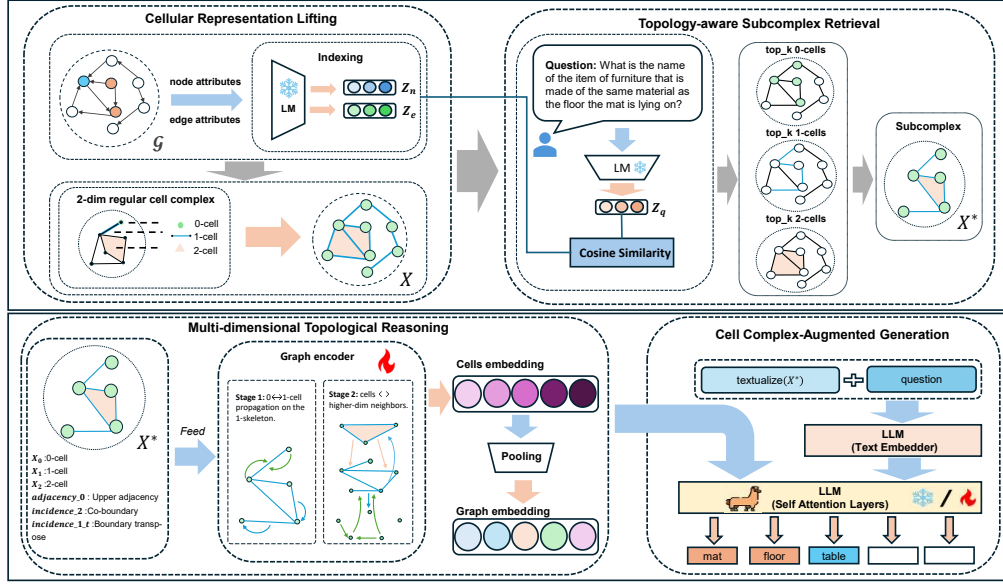 Cellular Representation Lifting
𝒢
node attributes
edge attributes
Indexing
LM
Z_n
Z_e
2-dim regular cell complex
0-cell
1-cell
2-cell
X
Topology-aware Subcomplex Retrieval
Question: What is the name
of the item of furniture that is
made of the same material as
the floor the mat is lying on?
LM
Z_q
Cosine Similarity
top_k 0-cells
top_k 1-cells
top_k 2-cells
Subcomplex
X*
Multi-dimensional Topological Reasoning
X*
X_0 :0-cell
X_1 :1-cell
X_2 :2-cell
adjacency_0 : Upper adjacency
incidence_2 :Co-boundary
incidence_1_t :Boundary transp-
ose
Feed
Graph encoder
Stage 1: 0↔1-cell
propagation on the
1-skeleton.
Stage 2: cells < >
higher-dim neighbors.
Cells embedding
Pooling
Graph embedding
Cell Complex-Augmented Generation
textualize(X*)
question
LLM
(Text Embedder)
LLM
(Self Attention Layers)
/
mat
floor
table